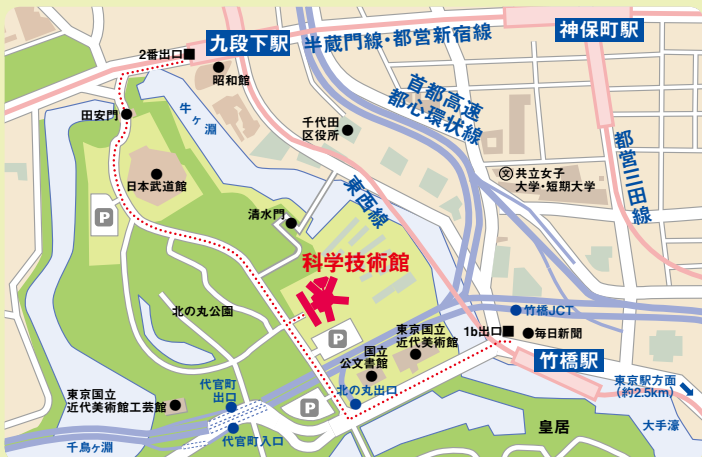 2番出口
九段下駅
半蔵門線・都営新宿線
神保町駅
昭和館
首都高速
都心環状線
牛ヶ淵
田安門
千代田
区役所
都営三田線
文
共立女子
大学・短期大学
日本武道館
東西線
P
清水門
科学技術館
北の丸公園
竹橋JCT
P
東京国立
近代美術館
1b出口
毎日新聞
国立
公文書館
竹橋駅
東京国立
近代美術館工芸館
代官町
出口
北の丸出口
東京駅方面
(約2.5km)
P
大手濠
皇居
代官町入口
千鳥ヶ淵